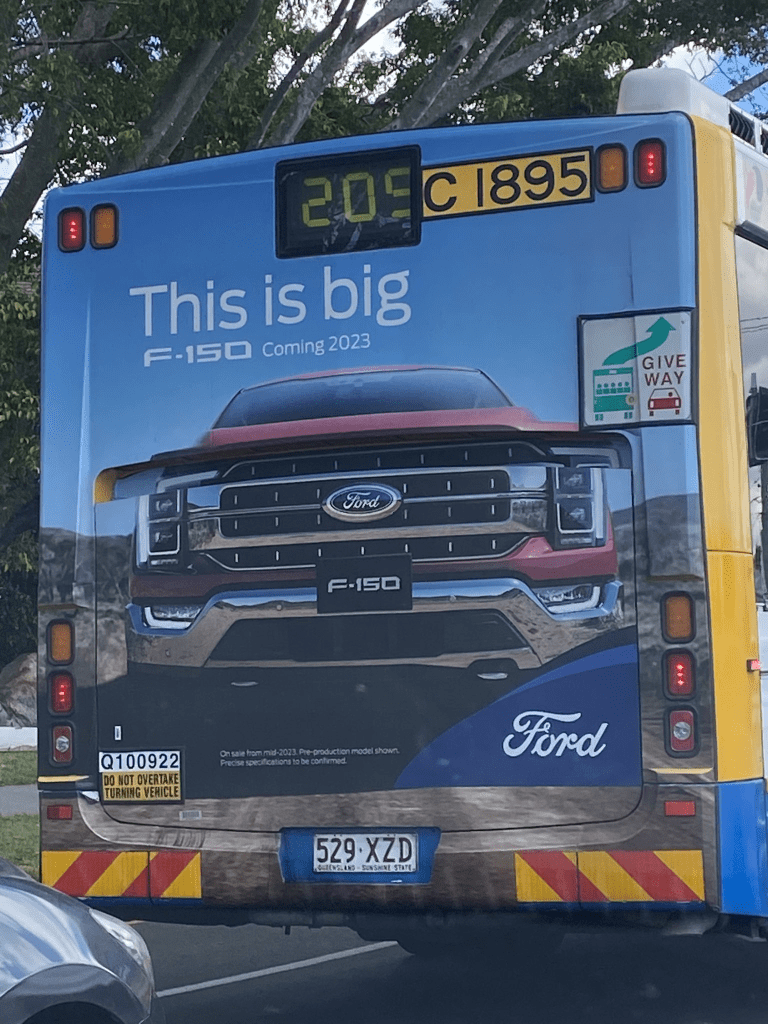 209
C 1895
This is big
F-150 Coming 2023
GIVE
WAY
Ford
F-150
Ford
On sale from mid-2023. Pre-production model shown.
Precise specifications to be confirmed.
Q100922
DO NOT OVERTAKE
TURNING VEHICLE
529·XZD
QUEENSLAND - SUNSHINE STATE